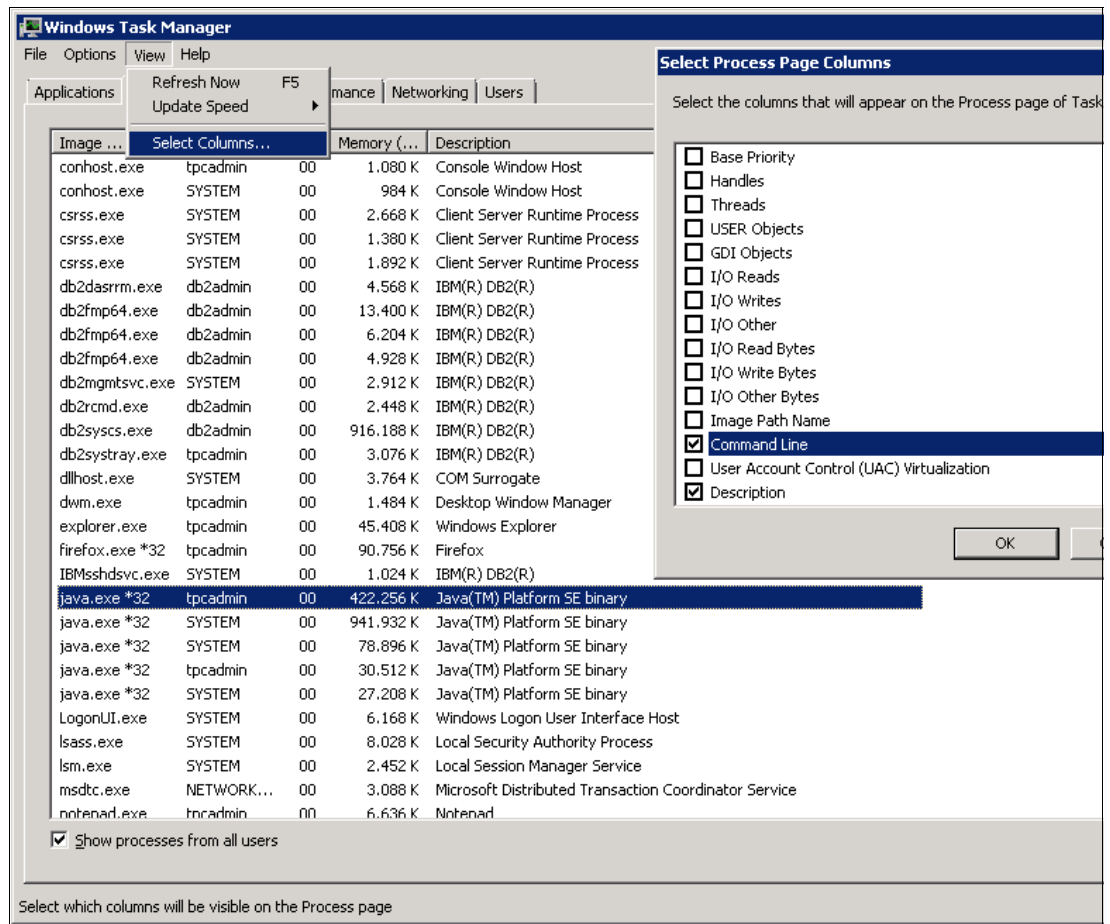 Windows Task Manager
File Options View Help
Applications
mance Networking Users
Refresh Now F5
Update Speed
Select Columns...
Image ... Memory (... Description
conhost.exe tpcadmin 00 1.080 K Console Window Host
conhost.exe SYSTEM 00 984 K Console Window Host
csrss.exe SYSTEM 00 2.668 K Client Server Runtime Process
csrss.exe SYSTEM 00 1.380 K Client Server Runtime Process
csrss.exe SYSTEM 00 1.892 K Client Server Runtime Process
db2dasrrm.exe db2admin 00 4.568 K IBM(R) DB2(R)
db2fmp64.exe db2admin 00 13.400 K IBM(R) DB2(R)
db2fmp64.exe db2admin 00 6.204 K IBM(R) DB2(R)
db2fmp64.exe db2admin 00 4.928 K IBM(R) DB2(R)
db2mgmtsvc.exe SYSTEM 00 2.912 K IBM(R) DB2(R)
db2rcmd.exe db2admin 00 2.448 K IBM(R) DB2(R)
db2syscs.exe db2admin 00 916.188 K IBM(R) DB2(R)
db2systray.exe tpcadmin 00 3.076 K IBM(R) DB2(R)
dllhost.exe SYSTEM 00 3.764 K COM Surrogate
dwm.exe tpcadmin 00 1.484 K Desktop Window Manager
explorer.exe tpcadmin 00 45.408 K Windows Explorer
firefox.exe *32 tpcadmin 00 90.756 K Firefox
IBMsshdsvc.exe SYSTEM 00 1.024 K IBM(R) DB2(R)
java.exe *32 tpcadmin 00 422.256 K Java(TM) Platform SE binary
java.exe *32 SYSTEM 00 941.932 K Java(TM) Platform SE binary
java.exe *32 SYSTEM 00 78.896 K Java(TM) Platform SE binary
java.exe *32 tpcadmin 00 30.512 K Java(TM) Platform SE binary
java.exe *32 SYSTEM 00 27.208 K Java(TM) Platform SE binary
LogonUI.exe SYSTEM 00 6.168 K Windows Logon User Interface Host
lsass.exe SYSTEM 00 8.028 K Local Security Authority Process
lsm.exe SYSTEM 00 2.452 K Local Session Manager Service
msdtc.exe NETWORK... 00 3.088 K Microsoft Distributed Transaction Coordinator Service
notepad.exe tpcadmin 00 6.636 K Notepad
Show processes from all users
Select which columns will be visible on the Process page
Select Process Page Columns
Select the columns that will appear on the Process page of Task
Base Priority
Handles
Threads
USER Objects
GDI Objects
I/O Reads
I/O Writes
I/O Other
I/O Read Bytes
I/O Write Bytes
I/O Other Bytes
Image Path Name
Command Line
User Account Control (UAC) Virtualization
Description
OK